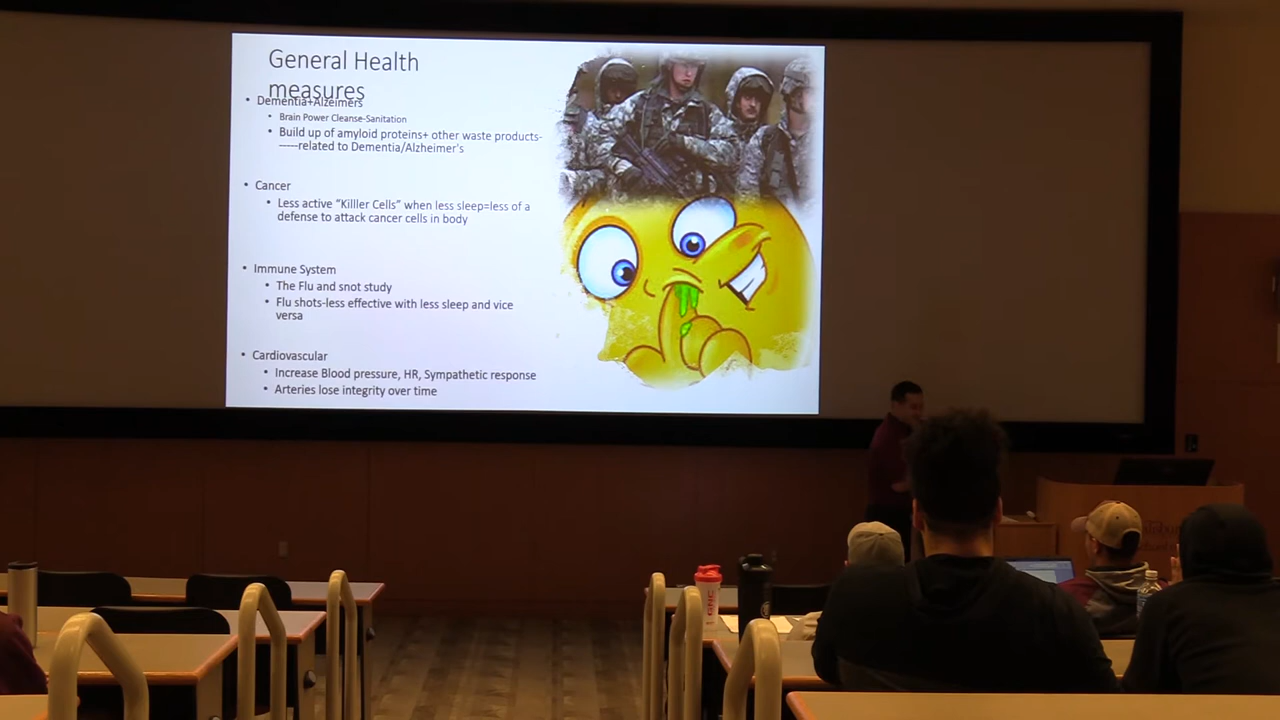 General Health
measures
• Dementia+Alzeimers
• Brain Power Cleanse-Sanitation
• Build up of amyloid proteins+ other waste products-
-----related to Dementia/Alzheimer's
• Cancer
• Less active “Killler Cells” when less sleep=less of a
defense to attack cancer cells in body
• Immune System
• The Flu and snot study
• Flu shots-less effective with less sleep and vice
versa
• Cardiovascular
• Increase Blood pressure, HR, Sympathetic response
• Arteries lose integrity over time
GNC